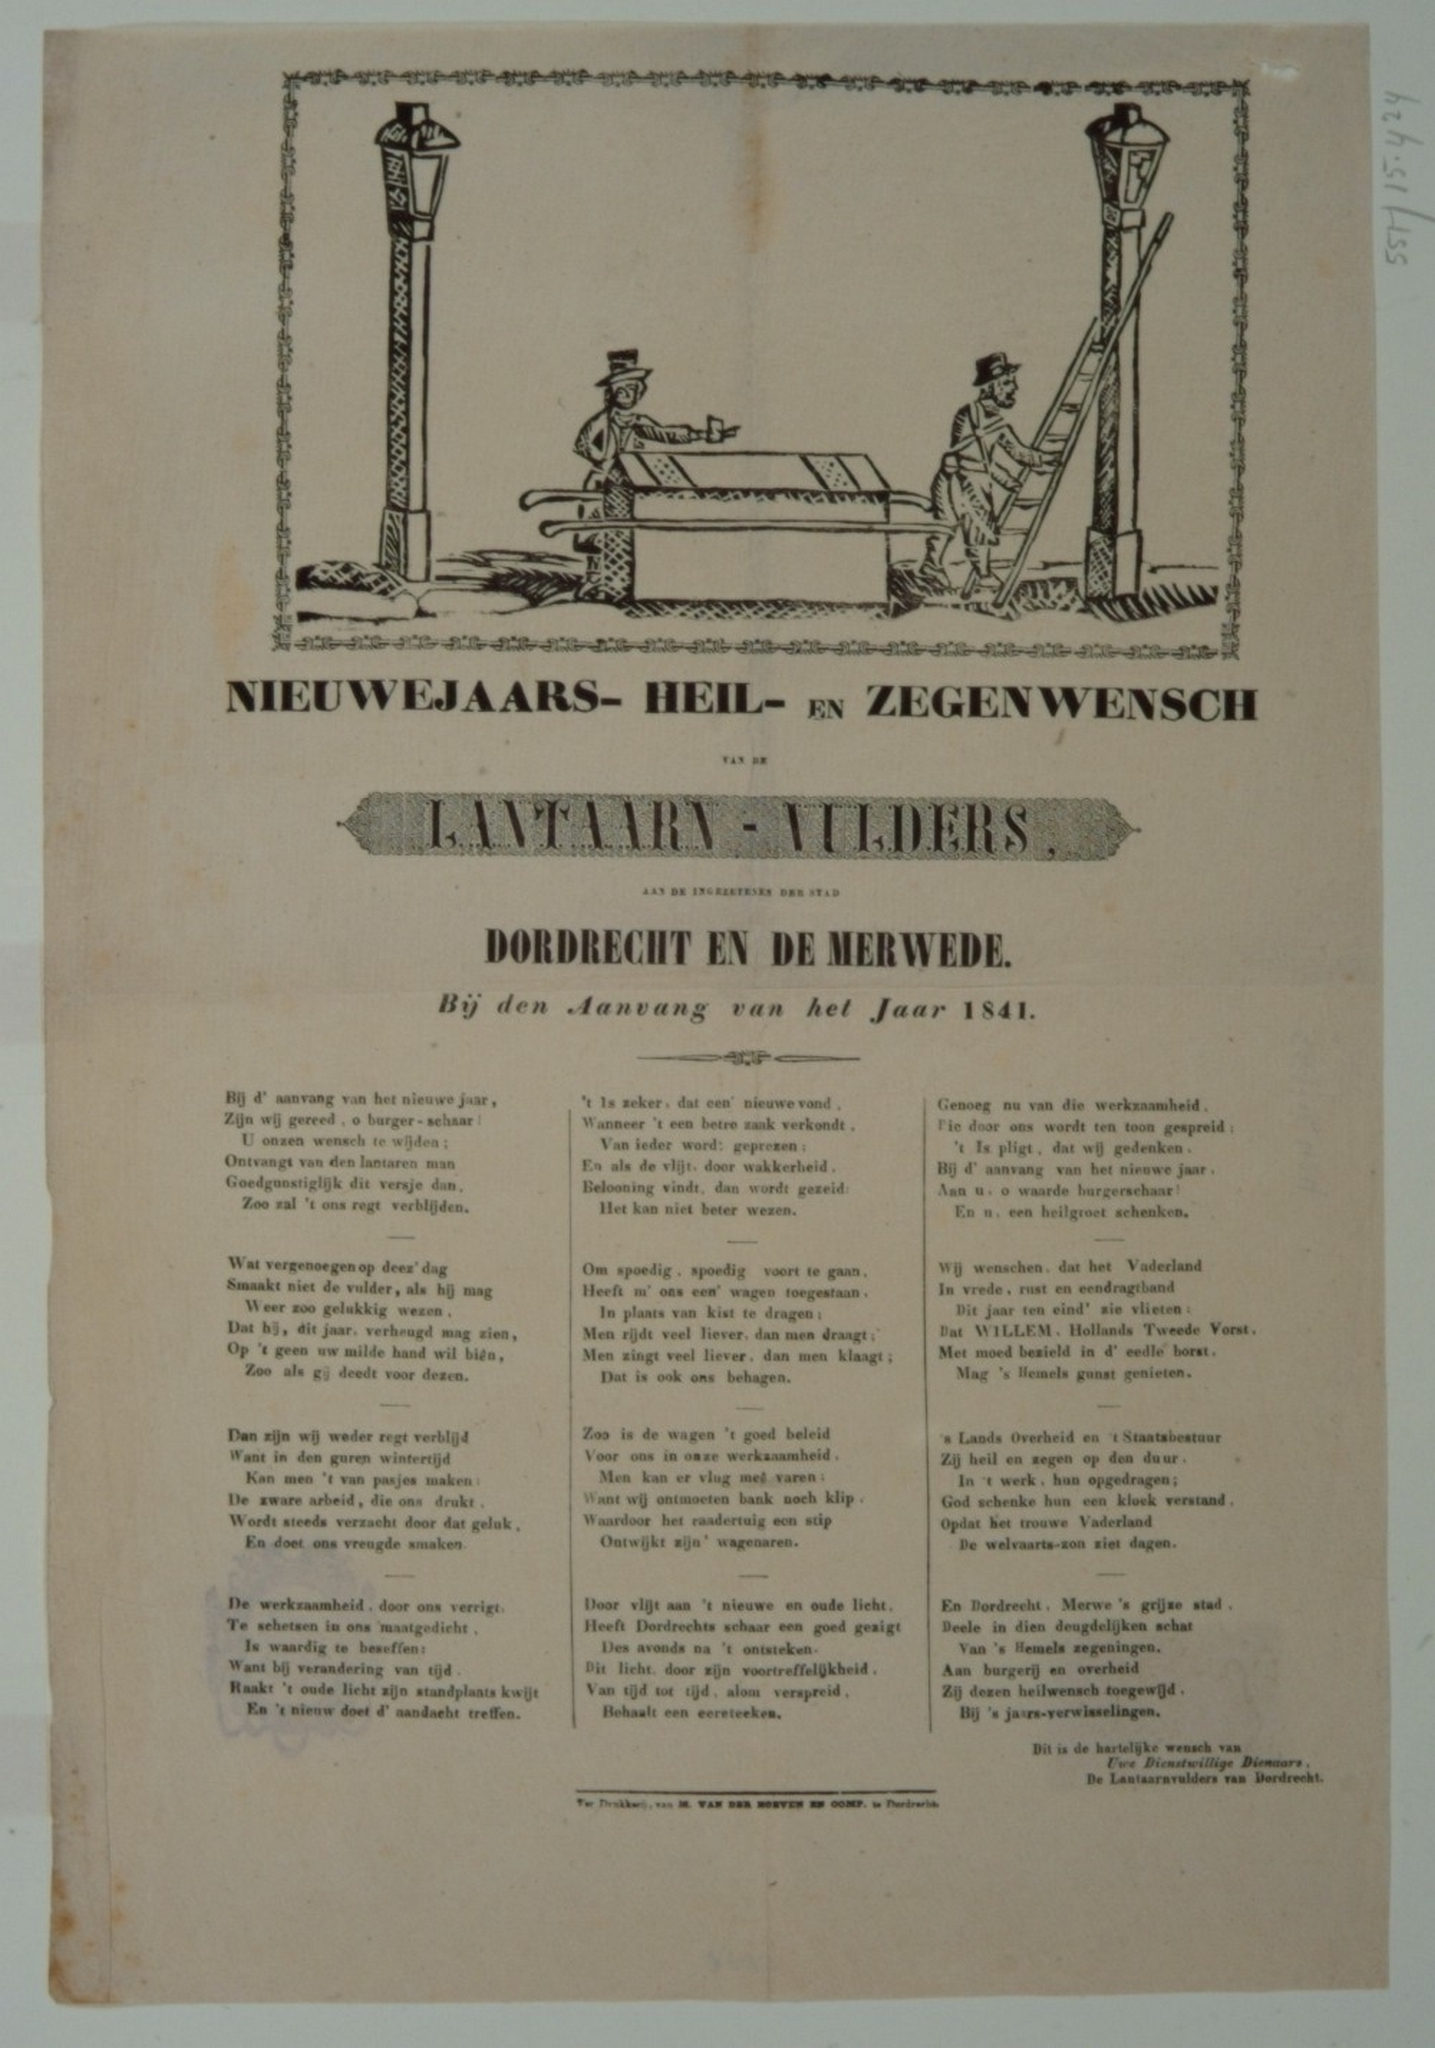 NIEUWEJAARS- HEIL- EN ZEGENWENSCH
VAN DE
LANTAARN-VULDERS,
AAN DE INGEZETENEN DER STAD
DORDRECHT EN DE MERWEDE.
Bij den Aanvang van het Jaar 1841.
Bij d' aanvang van het nieuwe jaar,
Zijn wij gereed, o burger-schaar!
U onzen wensch te wijden;
Ontvangt van den lantaren man
Goedgunstiglijk dit versje dan,
Zoo zal 't ons regt verblijden.
Wat vergenoegen op deez' dag
Smaakt niet de vulder, als hij mag
Weer zoo gelukkig wezen,
Dat hij, dit jaar, verheugd mag zien,
Op 't geen uw milde hand wil biên,
Zoo als gij deedt voor dezen.
Dan zijn wij weder regt verblijd
Want in den guren wintertijd
Kan men 't van pasjes maken;
De zware arbeid, die ons drukt,
Wordt steeds verzacht door dat geluk,
En doet ons vreugde smaken.
De werkzaamheid, door ons verrigt,
Te schetsen in ons maatgedicht,
Is waardig te beseffen;
Want bij verandering van tijd,
Raakt 't oude licht zijn standplaats kwijt
En 't nieuw doet d' aandacht treffen.
't Is zeker, dat een' nieuwe vond,
Wanneer 't een betre zaak verkondt,
Van ieder word: geprezen;
En als de vlijt, door wakkerheid,
Belooning vindt, dan wordt gezeid:
Het kan niet beter wezen.
Om spoedig, spoedig voort te gaan,
Heeft m' ons een' wagen toegestaan,
In plaats van kist te dragen;
Men rijdt veel liever, dan men draagt;
Men zingt veel liever, dan men klaagt;
Dat is ook ons behagen.
Zoo is de wagen 't goed beleid
Voor ons in onze werkzaamheid,
Men kan er vlug mee varen;
Want wij ontmoeten bank noch klip,
Waardoor het raadertuig een stip
Ontwijkt zijn' wagenaren.
Door vlijt aan 't nieuwe en oude licht,
Heeft Dordrechts schaar een goed gezigt
Des avonds na 't ontsteken.
Dit licht, door zijn voortreffelijkheid,
Van tijd tot tijd, alom verspreid,
Behaalt een eereteeken.
Genoeg nu van die werkzaamheid,
Die door ons wordt ten toon gespreid;
't Is pligt, dat wij gedenken,
Bij d' aanvang van het nieuwe jaar,
Aan u, o waarde burgerschaar!
En u, een heilgroet schenken.
Wij wenschen, dat het Vaderland
In vrede, rust en eendragtband
Dit jaar ten eind' zie vlieten;
Dat WILLEM, Hollands Tweede Vorst,
Met moed bezield in d' eedle borst,
Mag 's Hemels gunst genieten.
's Lands Overheid en 't Staatsbestuur
Zij heil en zegen op den duur,
In 't werk, hun opgedragen;
God schenke hun een kloek verstand,
Opdat het trouwe Vaderland
De welvaarts-zon ziet dagen.
En Dordrecht, Merwe's grijze stad,
Deele in dien deugdelijken schat
Van 's Hemels zegeningen.
Aan burgerij en overheid
Zij dezen heilwensch toegewijd,
Bij 's jaars-verwisselingen.
Dit is de hartelijke wensch van
Uwe Dienstwillige Dienaars,
De Lantaarnvulders van Dordrecht.
Ter Drukkerij, van M. VAN DER HOEVEN EN COMP. te Dordrecht.
551/15.424